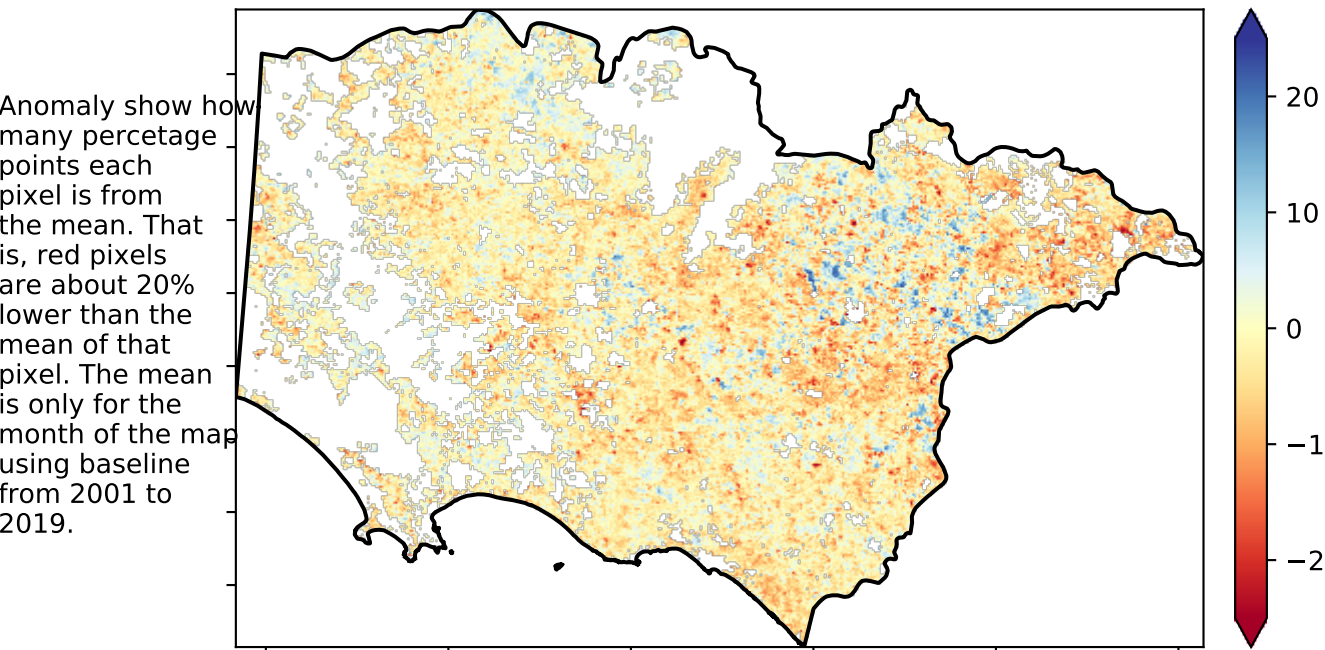 Anomaly show how
many percetage
points each
pixel is from
the mean. That
is, red pixels
are about 20%
lower than the
mean of that
pixel. The mean
is only for the
month of the map
using baseline
from 2001 to
2019.
20
10
0
−1
−2